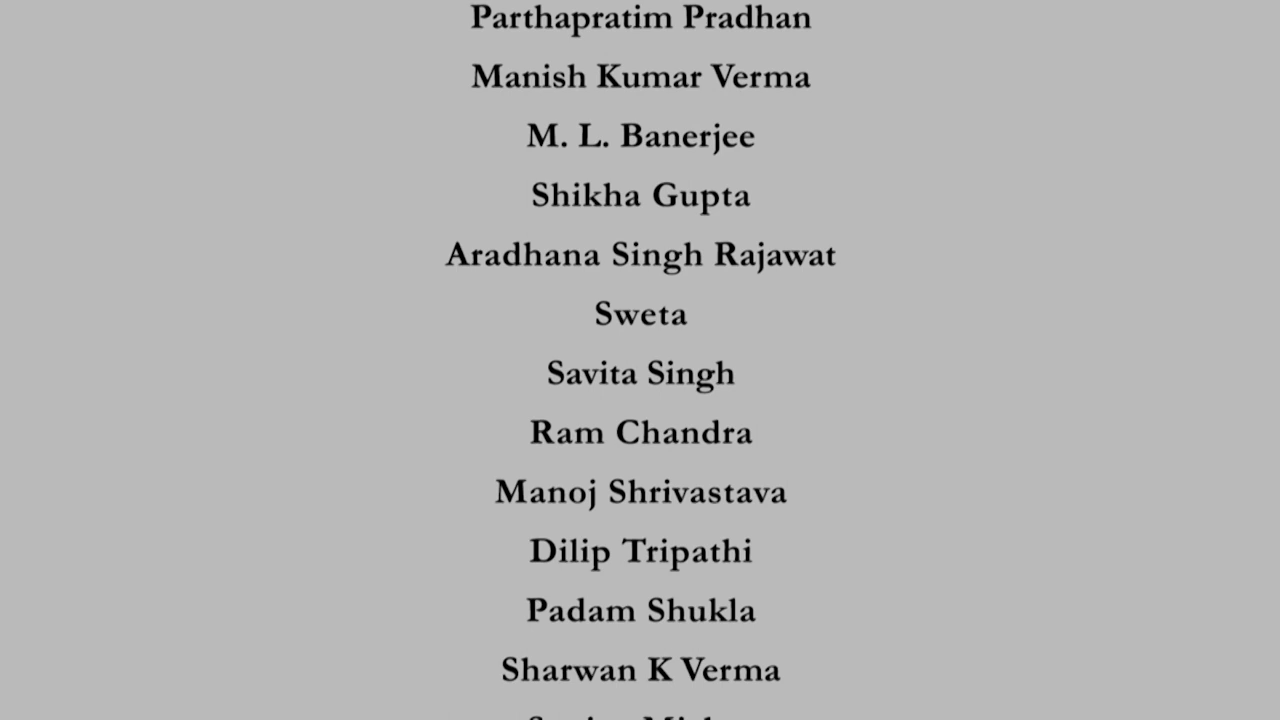 Parthapratim Pradhan
Manish Kumar Verma
M. L. Banerjee
Shikha Gupta
Aradhana Singh Rajawat
Sweta
Savita Singh
Ram Chandra
Manoj Shrivastava
Dilip Tripathi
Padam Shukla
Sharwan K Verma